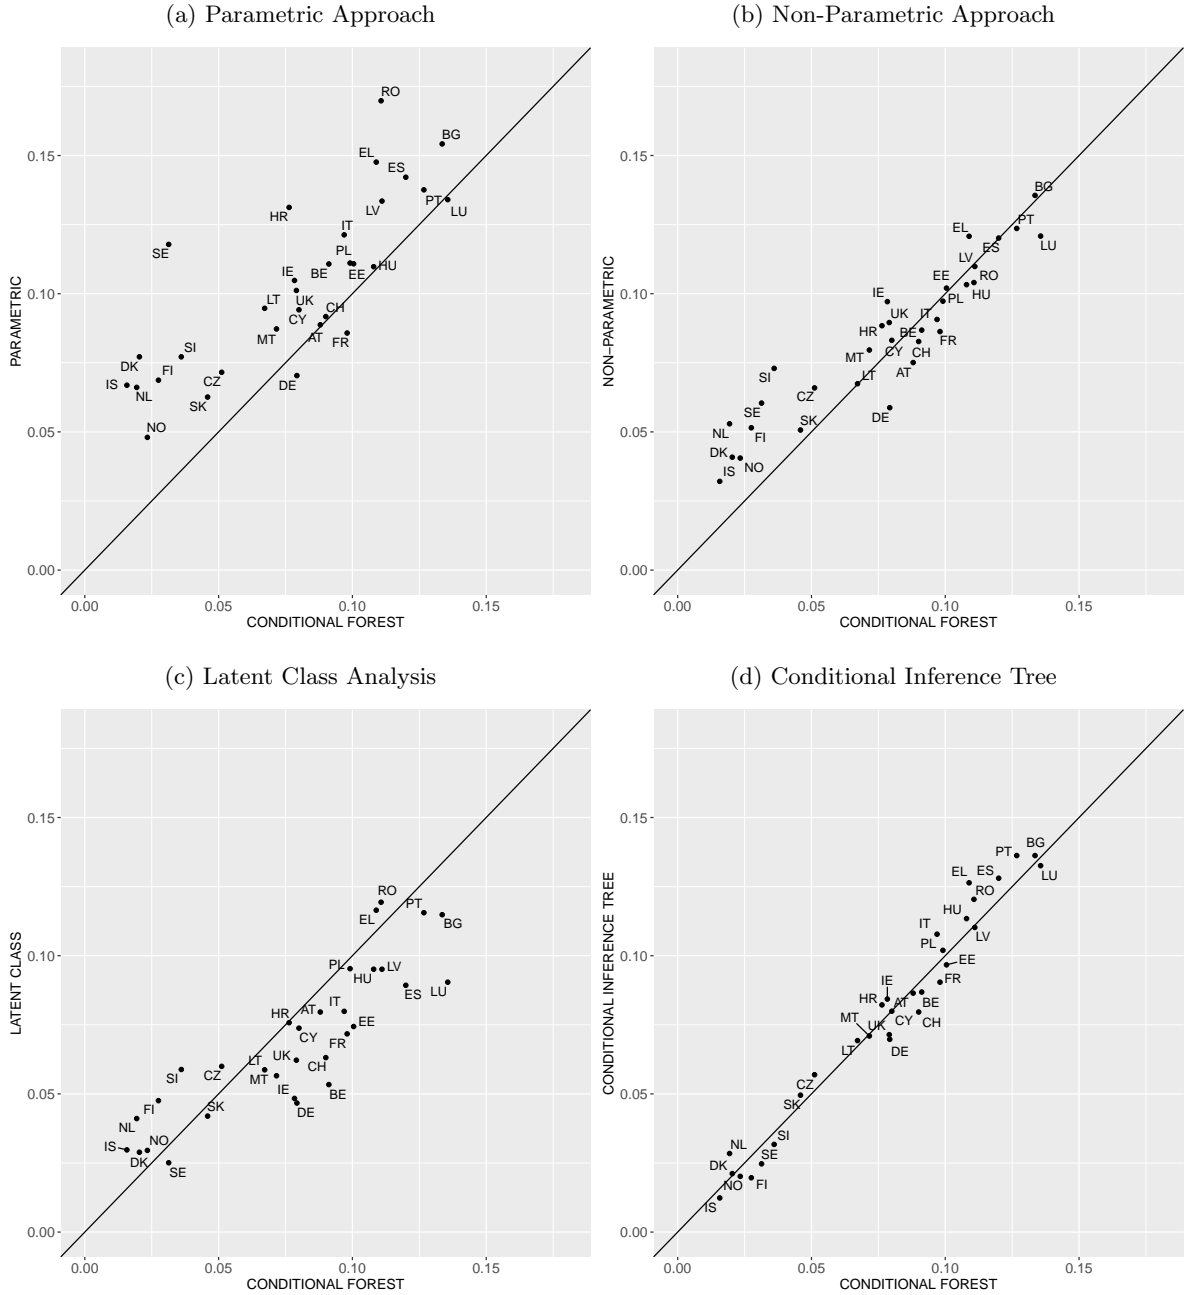 (a) Parametric Approach
RO
BG
0.15
EL
ES
PT
LV
LU
HR
IT
SE
PL
HU
BE
EE
IE
0.10
LT
UK
CH
CY
MT
AT
FR
SI
DK
FI
IS
CZ
DE
NL
SK
NO
0.05
0.00
PARAMETRIC
0.00 0.05 0.10 0.15
CONDITIONAL FOREST
(b) Non-Parametric Approach
0.15
BG
PT
EL
ES
LU
LV
EE
RO
IE
HU
0.10
PL
UK
IT
HR
BE
FR
MT
CY
CH
LT
AT
SI
CZ
SE
DE
SK
NL
FI
0.05
DK
IS
NO
0.00
NON−PARAMETRIC
0.00 0.05 0.10 0.15
CONDITIONAL FOREST
(c) Latent Class Analysis
0.15
RO
PT
EL
BG
PL
LV
0.10
HU
LU
ES
IT
AT
HR
EE
CY
FR
LT
UK
CH
MT
SI
CZ
IE
BE
0.05
DE
FI
SK
NL
IS
NO
DK
SE
0.00
LATENT CLASS
0.00 0.05 0.10 0.15
CONDITIONAL FOREST
(d) Conditional Inference Tree
0.15
PT
BG
EL
ES
LU
RO
HU
IT
LV
PL
0.10
EE
IE
FR
HR
AT
BE
MT
UK
CY
CH
LT
DE
CZ
SK
0.05
SI
NL
SE
DK
NO
FI
IS
0.00
CONDITIONAL INFERENCE TREE
0.00 0.05 0.10 0.15
CONDITIONAL FOREST